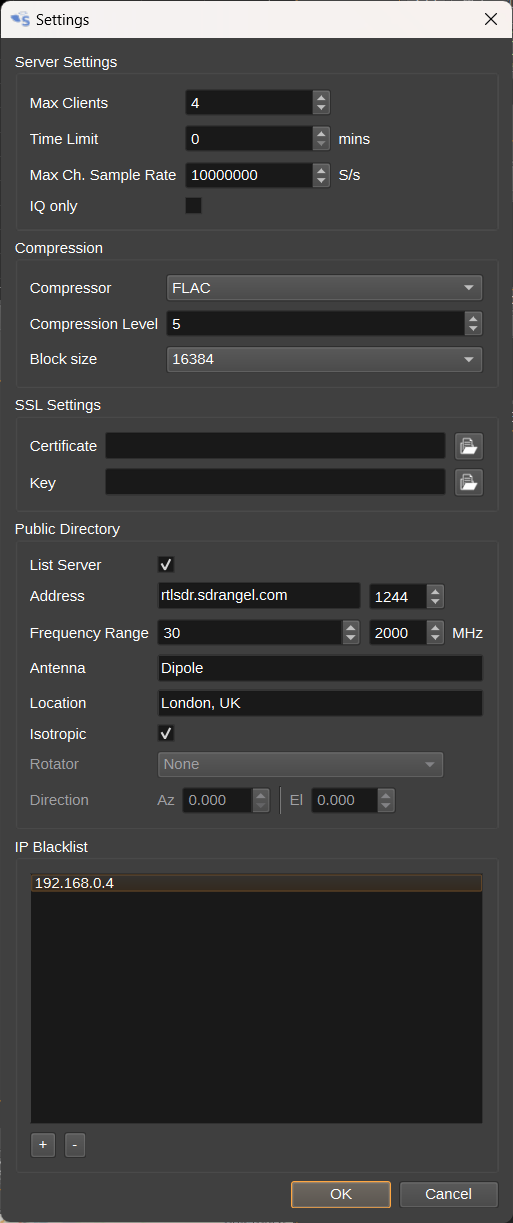 Settings
Server Settings
Max Clients 4
Time Limit 0 mins
Max Ch. Sample Rate 10000000 S/s
IQ only
Compression
Compressor FLAC
Compression Level 5
Block size 16384
SSL Settings
Certificate
Key
Public Directory
List Server
Address rtlsdr.sdrangel.com 1244
Frequency Range 30 2000 MHz
Antenna Dipole
Location London, UK
Isotropic
Rotator None
Direction Az 0.000 El 0.000
IP Blacklist
192.168.0.4
+ -
OK Cancel